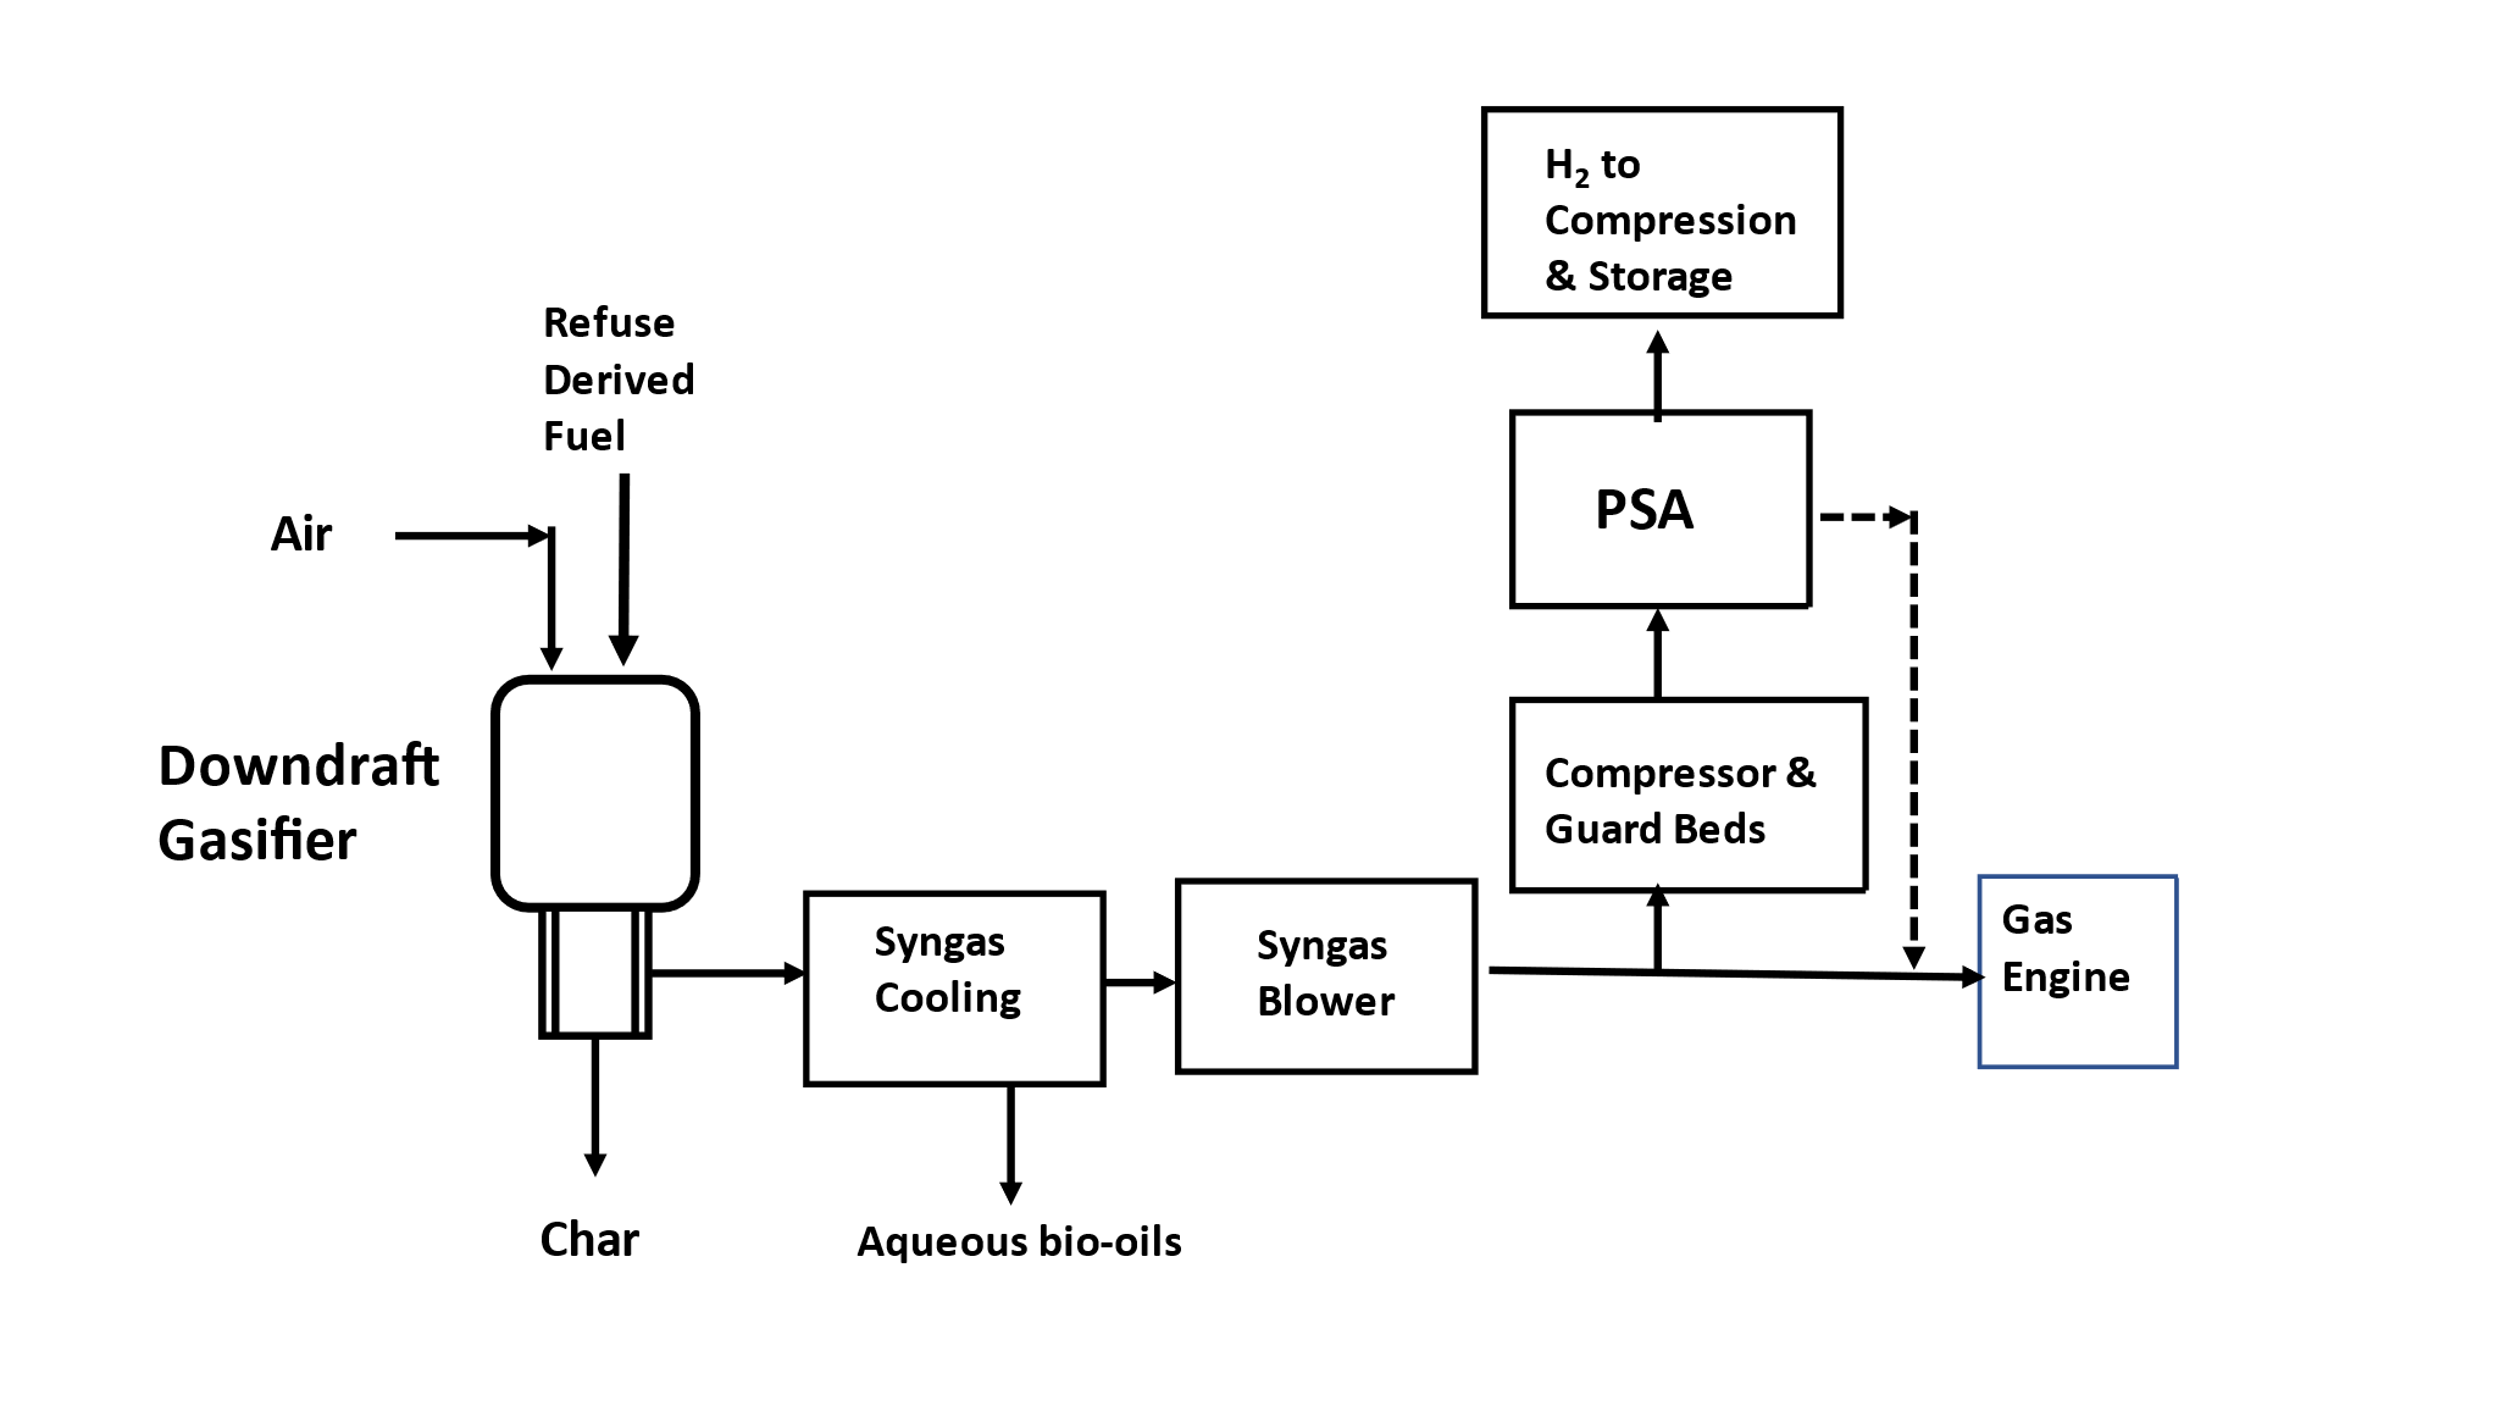 H₂ to
Compression
& Storage
Refuse
Derived
Fuel
PSA
Air
Downdraft
Gasifier
Compressor &
Guard Beds
Syngas
Cooling
Syngas
Blower
Gas
Engine
Char
Aqueous bio-oils